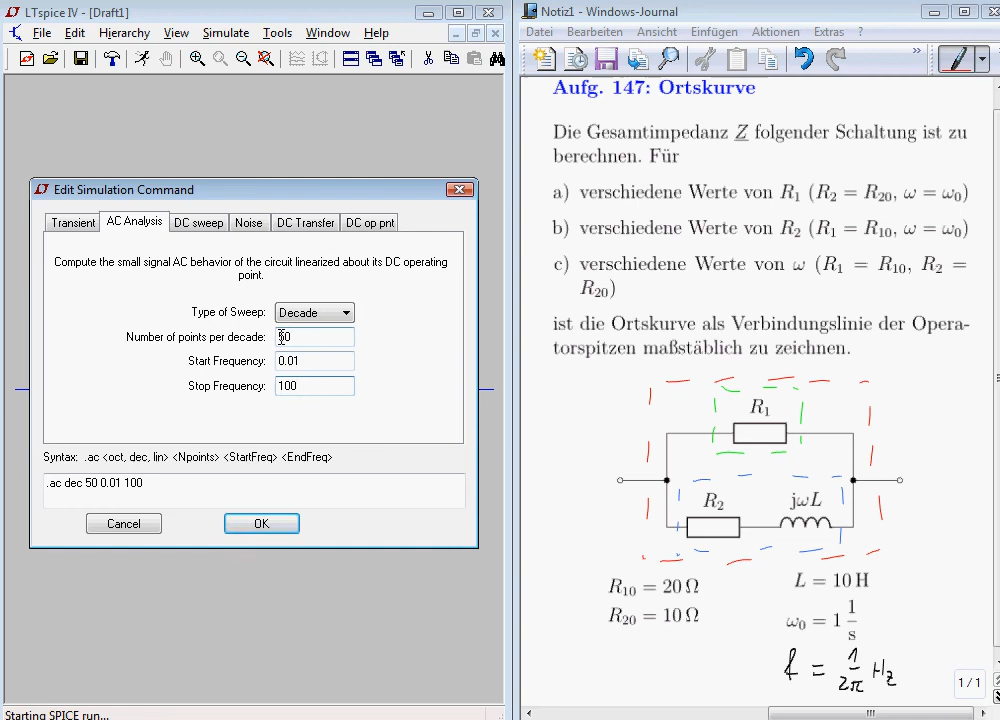 LTspice IV - [Draft1]
File Edit Hierarchy View Simulate Tools Window Help
Edit Simulation Command
Transient AC Analysis DC sweep Noise DC Transfer DC op pnt
Compute the small signal AC behavior of the circuit linearized about its DC operating
point.
Type of Sweep: Decade
Number of points per decade: 50
Start Frequency: 0.01
Stop Frequency: 100
Syntax: .ac <oct, dec, lin> <Npoints> <StartFreq> <EndFreq>
.ac dec 50 0.01 100
Cancel OK
Starting SPICE run...
Notiz1 - Windows-Journal
Datei Bearbeiten Ansicht Einfügen Aktionen Extras ?
Aufg. 147: Ortskurve
Die Gesamtimpedanz Z folgender Schaltung ist zu
berechnen. Für
a) verschiedene Werte von R₁ (R₂ = R₂₀, ω = ω₀)
b) verschiedene Werte von R₂ (R₁ = R₁₀, ω = ω₀)
c) verschiedene Werte von ω (R₁ = R₁₀, R₂ =
R₂₀)
ist die Ortskurve als Verbindungslinie der Opera-
torspitzen maßstäblich zu zeichnen.
R₁
R₂ jωL
R₁₀ = 20 Ω L = 10 H
R₂₀ = 10 Ω ω₀ = 1 1/s
f = 1/2π Hz
1 / 1